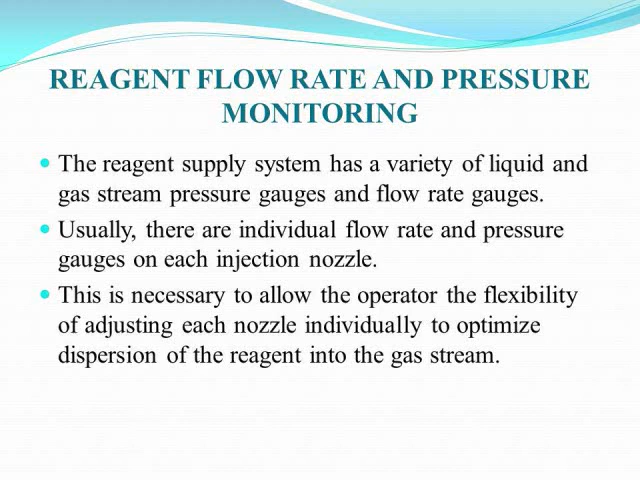 REAGENT FLOW RATE AND PRESSURE
MONITORING
• The reagent supply system has a variety of liquid and
gas stream pressure gauges and flow rate gauges.
• Usually, there are individual flow rate and pressure
gauges on each injection nozzle.
• This is necessary to allow the operator the flexibility
of adjusting each nozzle individually to optimize
dispersion of the reagent into the gas stream.